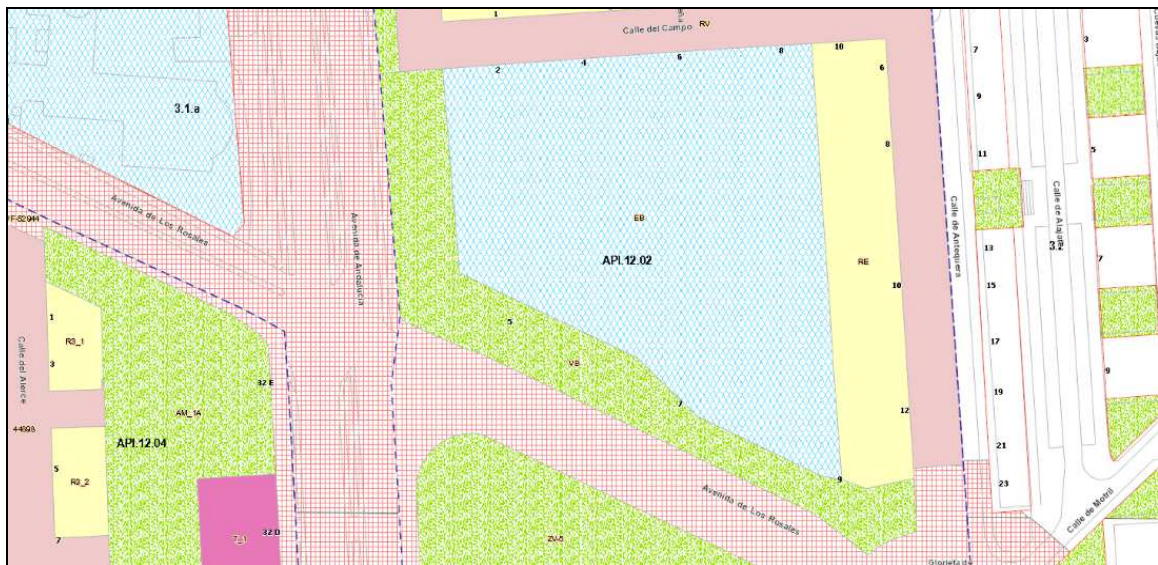 1
RV
Calle del Campo
2
4
6
8
10
6
8
10
12
3.1.a
Avenida de Los Rosales
Avenida de Andalucía
EB
API.12.02
RE
Calle de Antequera
7
9
11
13
15
17
19
21
23
3
5
7
9
Calle de Motril
5
VB
7
9
Avenida de Los Rosales
Glorieta de
ZV-5
Calle del Alerce
1
R3_1
3
32 E
AM_1A
API.12.04
5
R3_2
7
32 D